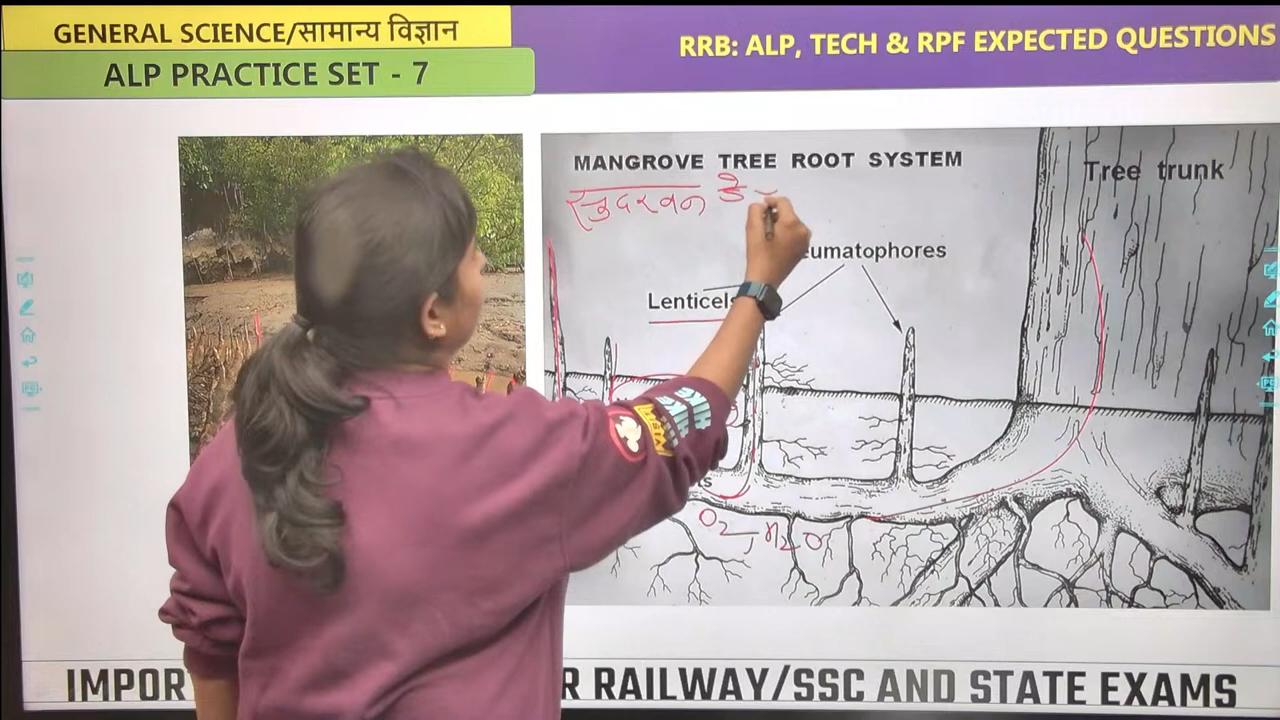 GENERAL SCIENCE/सामान्य विज्ञान
RRB: ALP, TECH & RPF EXPECTED QUESTIONS
ALP PRACTICE SET - 7
MANGROVE TREE ROOT SYSTEM
Tree trunk
सुंदरवन डे
eumatophores
Lenticels
O2, H2O
IMPOR
R RAILWAY/SSC AND STATE EXAMS